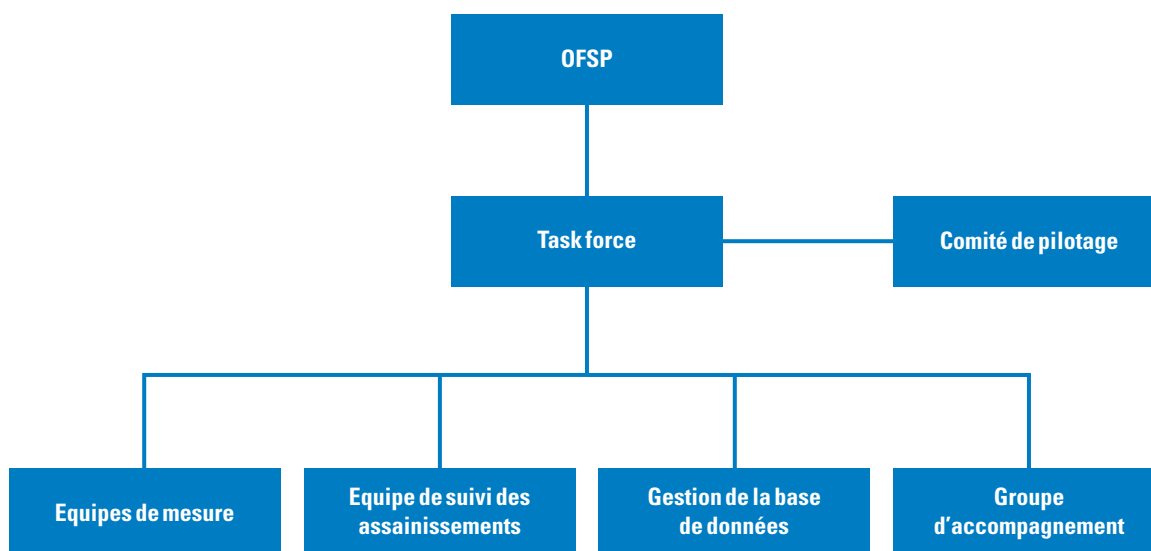 OFSP
Task force
Comité de pilotage
Equipes de mesure
Equipe de suivi des
assainissements
Gestion de la base
de données
Groupe
d'accompagnement